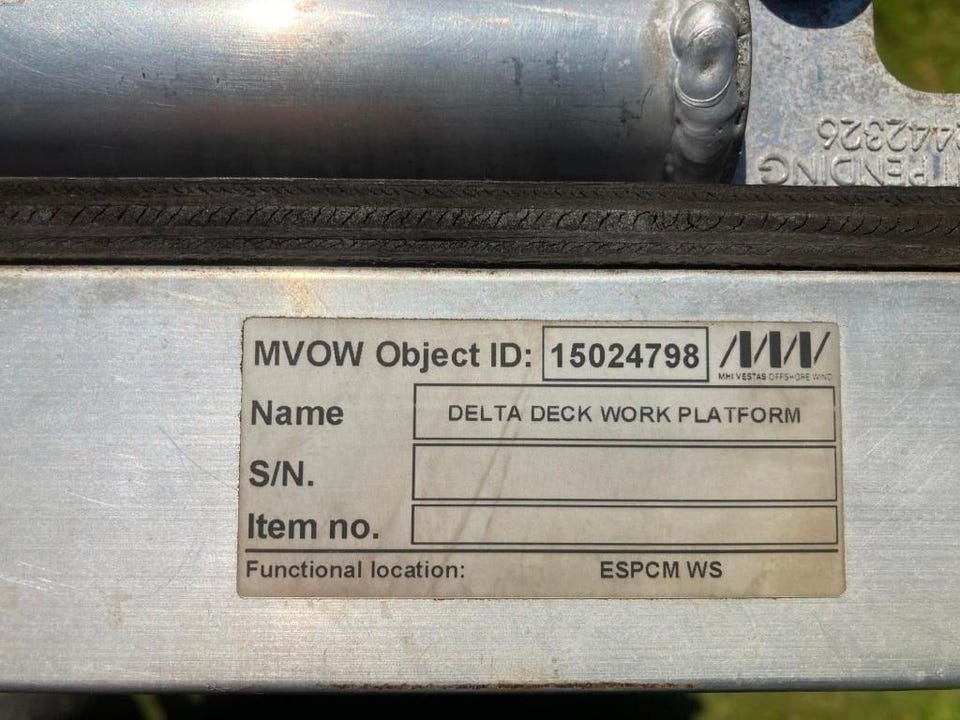 PENDING
MVOW Object ID: 15024798
MHI VESTAS OFFSHORE WIND
Name DELTA DECK WORK PLATFORM
S/N.
Item no.
Functional location: ESPCM WS